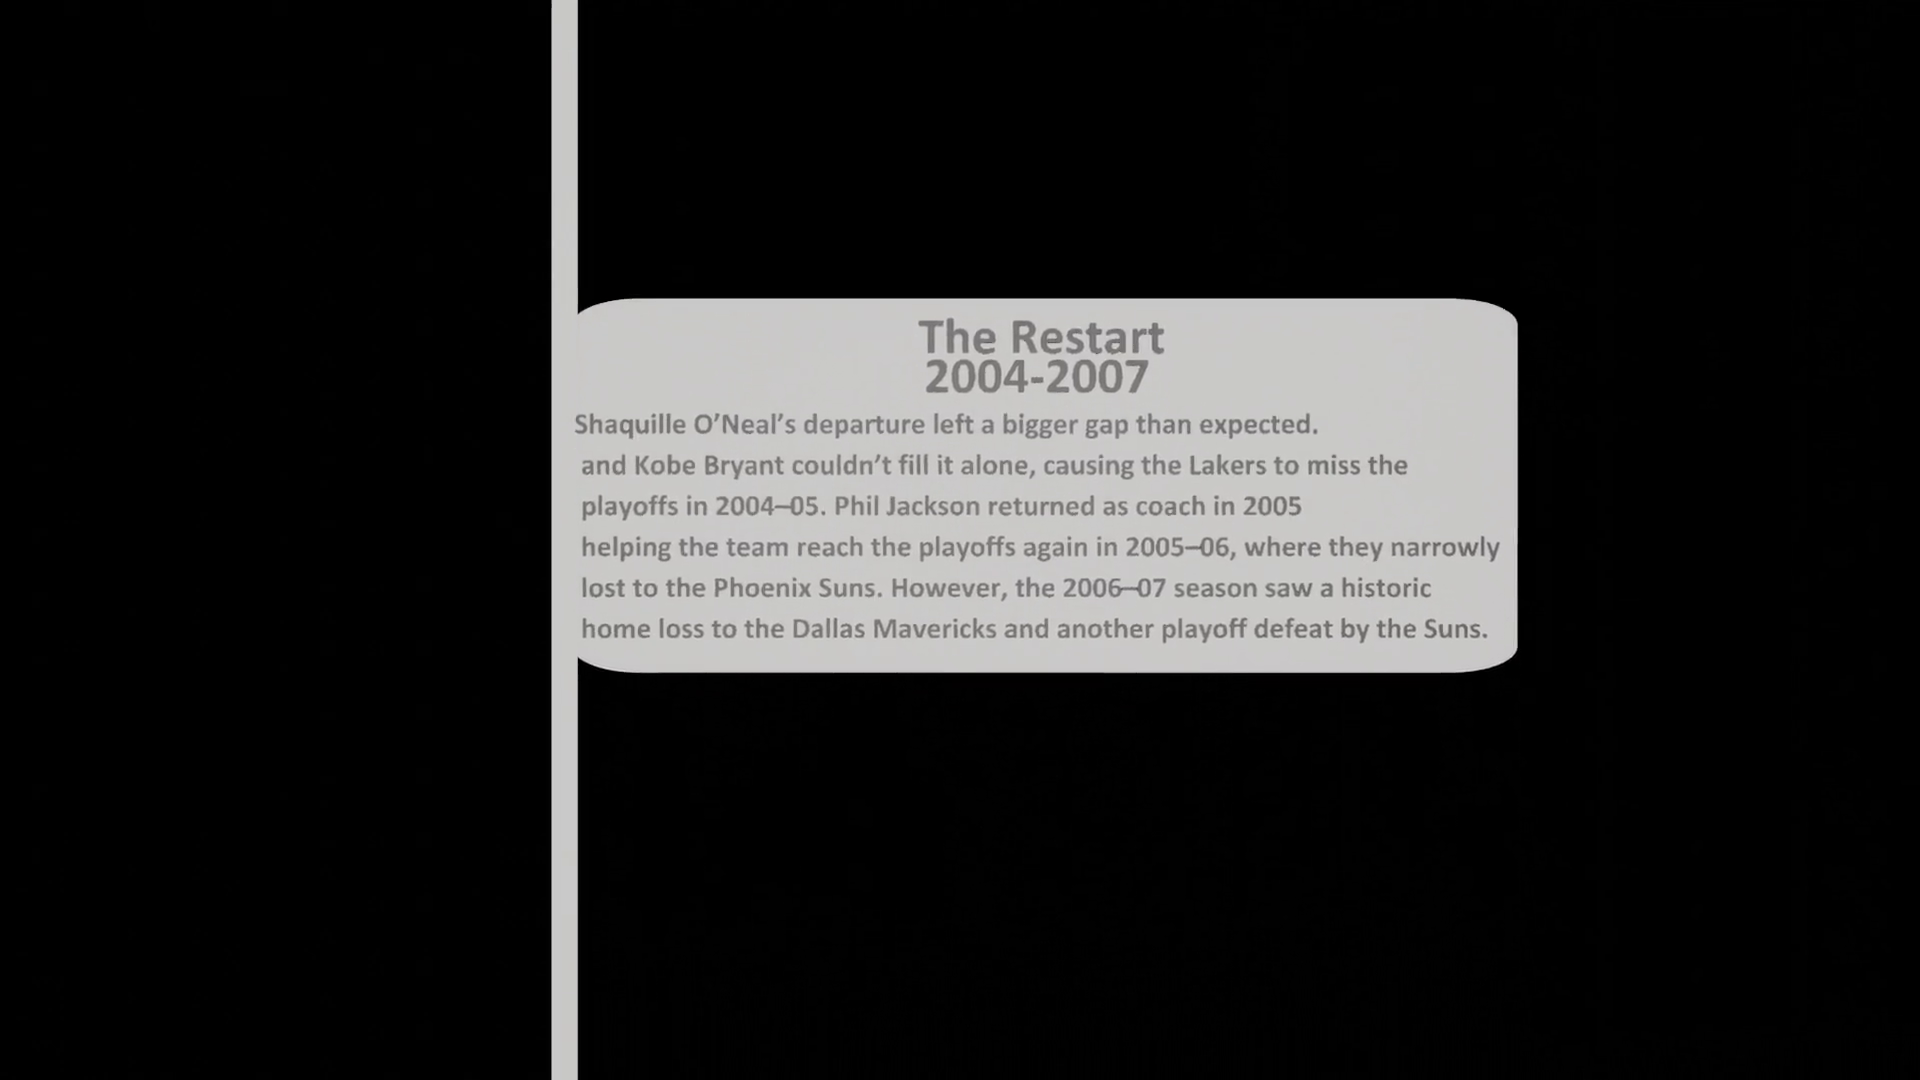 The Restart
2004-2007
Shaquille O’Neal’s departure left a bigger gap than expected.
and Kobe Bryant couldn’t fill it alone, causing the Lakers to miss the
playoffs in 2004–05. Phil Jackson returned as coach in 2005
helping the team reach the playoffs again in 2005–06, where they narrowly
lost to the Phoenix Suns. However, the 2006–07 season saw a historic
home loss to the Dallas Mavericks and another playoff defeat by the Suns.